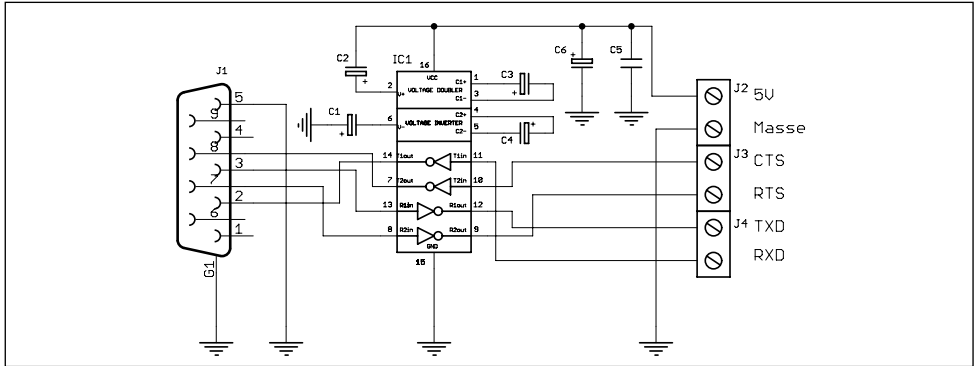 J1
5
9
4
8
3
7
2
6
1
G1
C2
+
IC1
16
VCC
2
V+
VOLTAGE DOUBLER
C1+
1
C1-
3
C3
+
C1
+
6
V-
VOLTAGE INVERTER
C2+
4
C2-
5
C4
+
14
T1out
T1in
11
7
T2out
T2in
10
13
R1in
R1out
12
8
R2in
R2out
9
GND
15
C6
+
C5
J2
5V
Masse
J3
CTS
RTS
J4
TXD
RXD